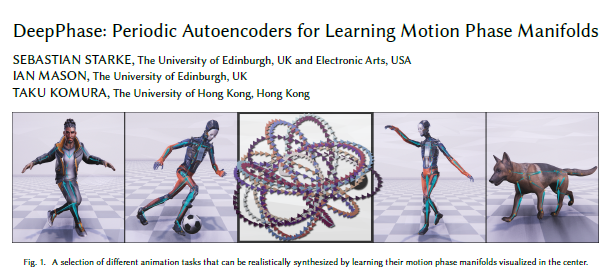 DeepPhase: Periodic Autoencoders for Learning Motion Phase Manifolds
SEBASTIAN STARKE, The University of Edinburgh, UK and Electronic Arts, USA
IAN MASON, The University of Edinburgh, UK
TAKU KOMURA, The University of Hong Kong, Hong Kong
Fig. 1. A selection of different animation tasks that can be realistically synthesized by learning their motion phase manifolds visualized in the center.